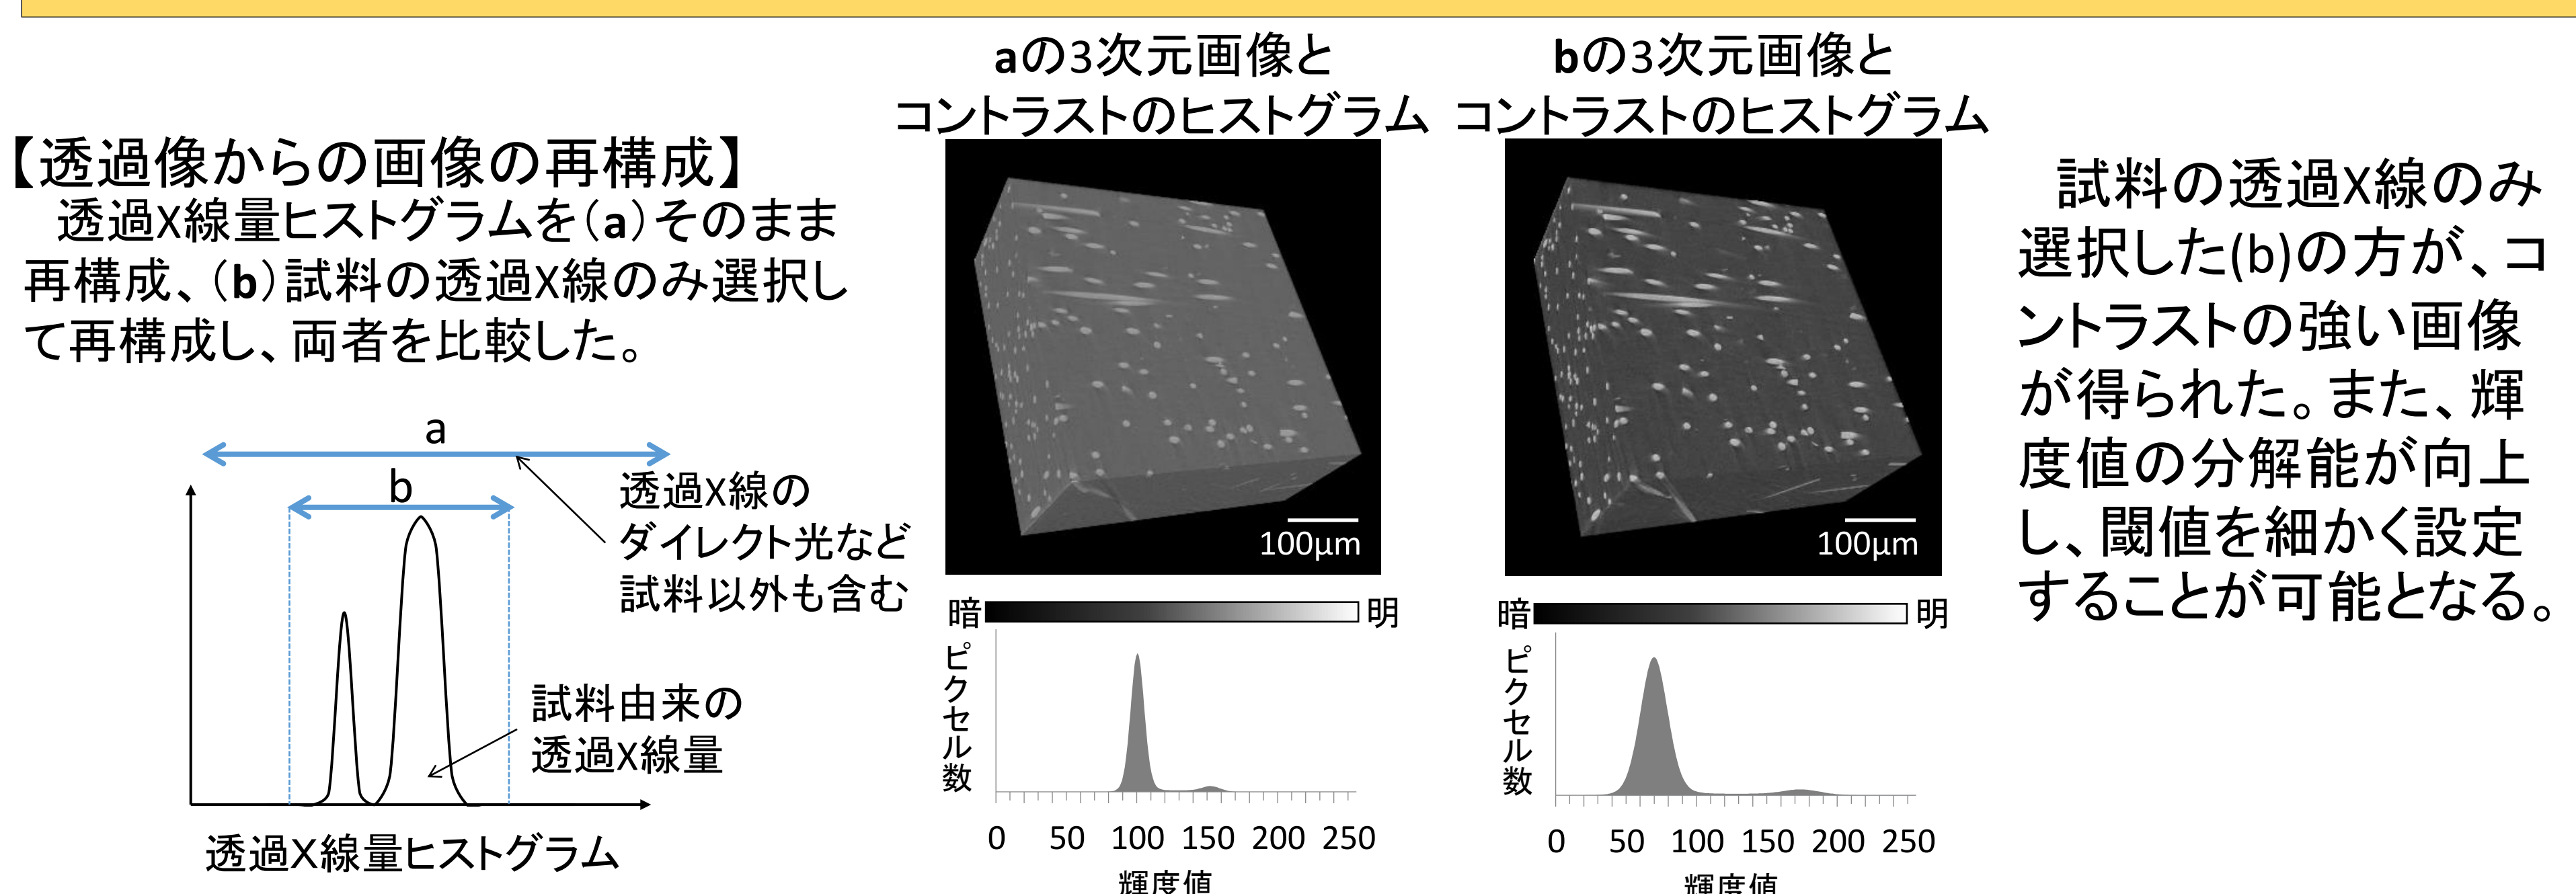 【透過像からの画像の再構成】
透過X線量ヒストグラムを（a）そのまま
再構成、（b）試料の透過X線のみ選択し
て再構成し、両者を比較した。
a
b
透過X線の
ダイレクト光など
試料以外も含む
試料由来の
透過X線量
透過X線量ヒストグラム
aの3次元画像と
コントラストのヒストグラム
100μm
暗
明
ピクセル数
0 50 100 150 200 250
輝度値
bの3次元画像と
コントラストのヒストグラム
100μm
暗
明
ピクセル数
0 50 100 150 200 250
輝度値
試料の透過X線のみ
選択した(b)の方が、コ
ントラストの強い画像
が得られた。また、輝
度値の分解能が向上
し、閾値を細かく設定
することが可能となる。